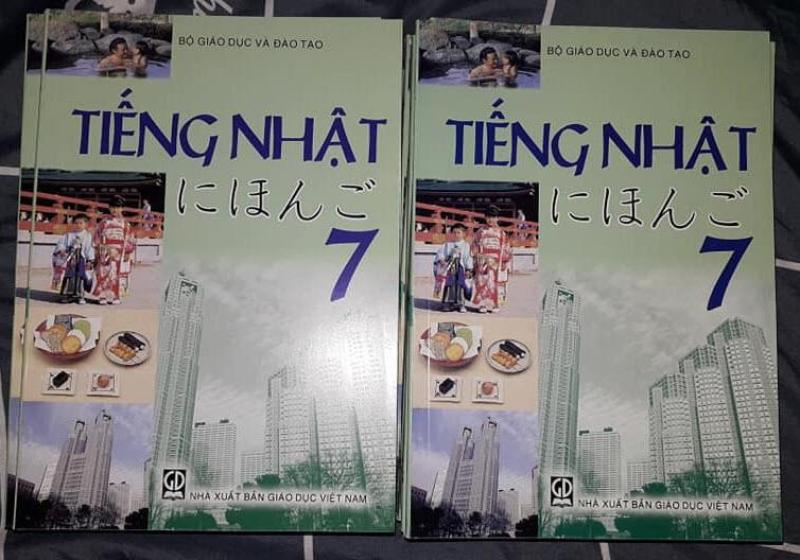 BỘ GIÁO DỤC VÀ ĐÀO TẠO
TIẾNG NHẬT
にほんご
7
GD
NHÀ XUẤT BẢN GIÁO DỤC VIỆT NAM
BỘ GIÁO DỤC VÀ ĐÀO TẠO
TIẾNG NHẬT
にほんご
7
GD
NHÀ XUẤT BẢN GIÁO DỤC VIỆT NAM